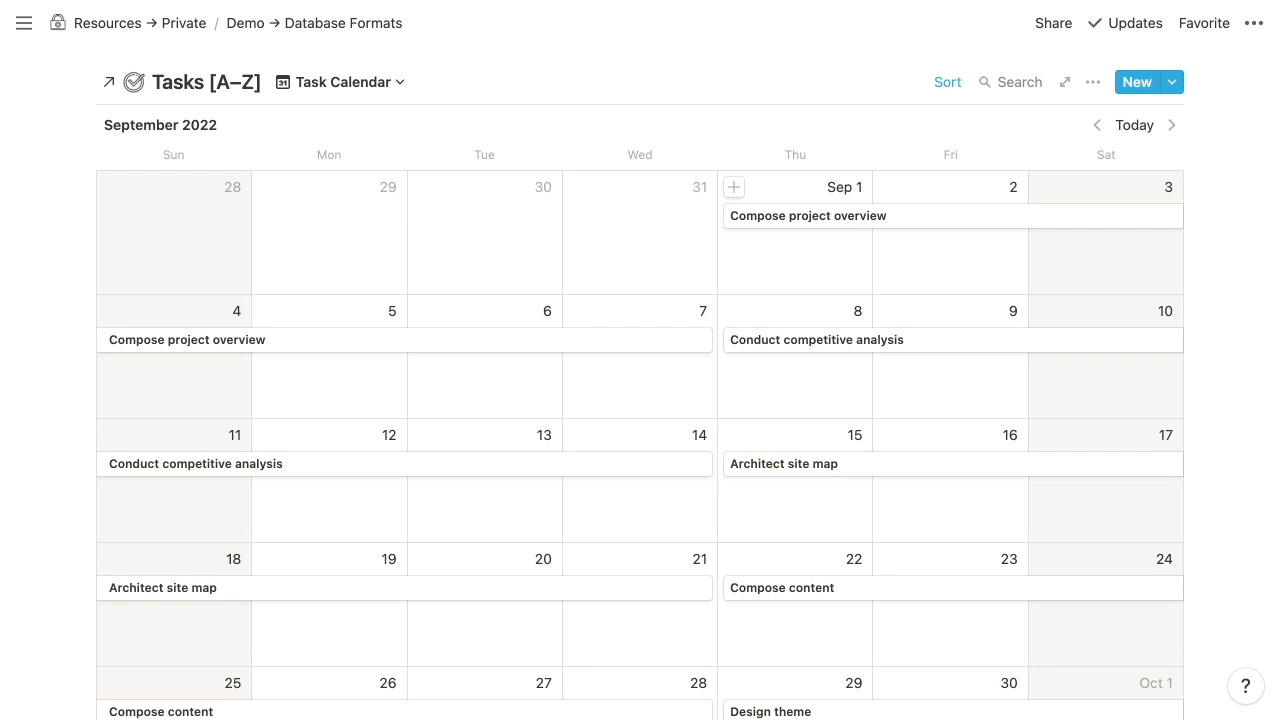 Resources → Private / Demo → Database Formats
Share Updates Favorite
Tasks [A–Z] 31 Task Calendar Sort Search New
September 2022 Today
Sun Mon Tue Wed Thu Fri Sat
28 29 30 31 Sep 1 2 3
Compose project overview
4 5 6 7 8 9 10
Compose project overview Conduct competitive analysis
11 12 13 14 15 16 17
Conduct competitive analysis Architect site map
18 19 20 21 22 23 24
Architect site map Compose content
25 26 27 28 29 30 Oct 1
Compose content Design theme
?